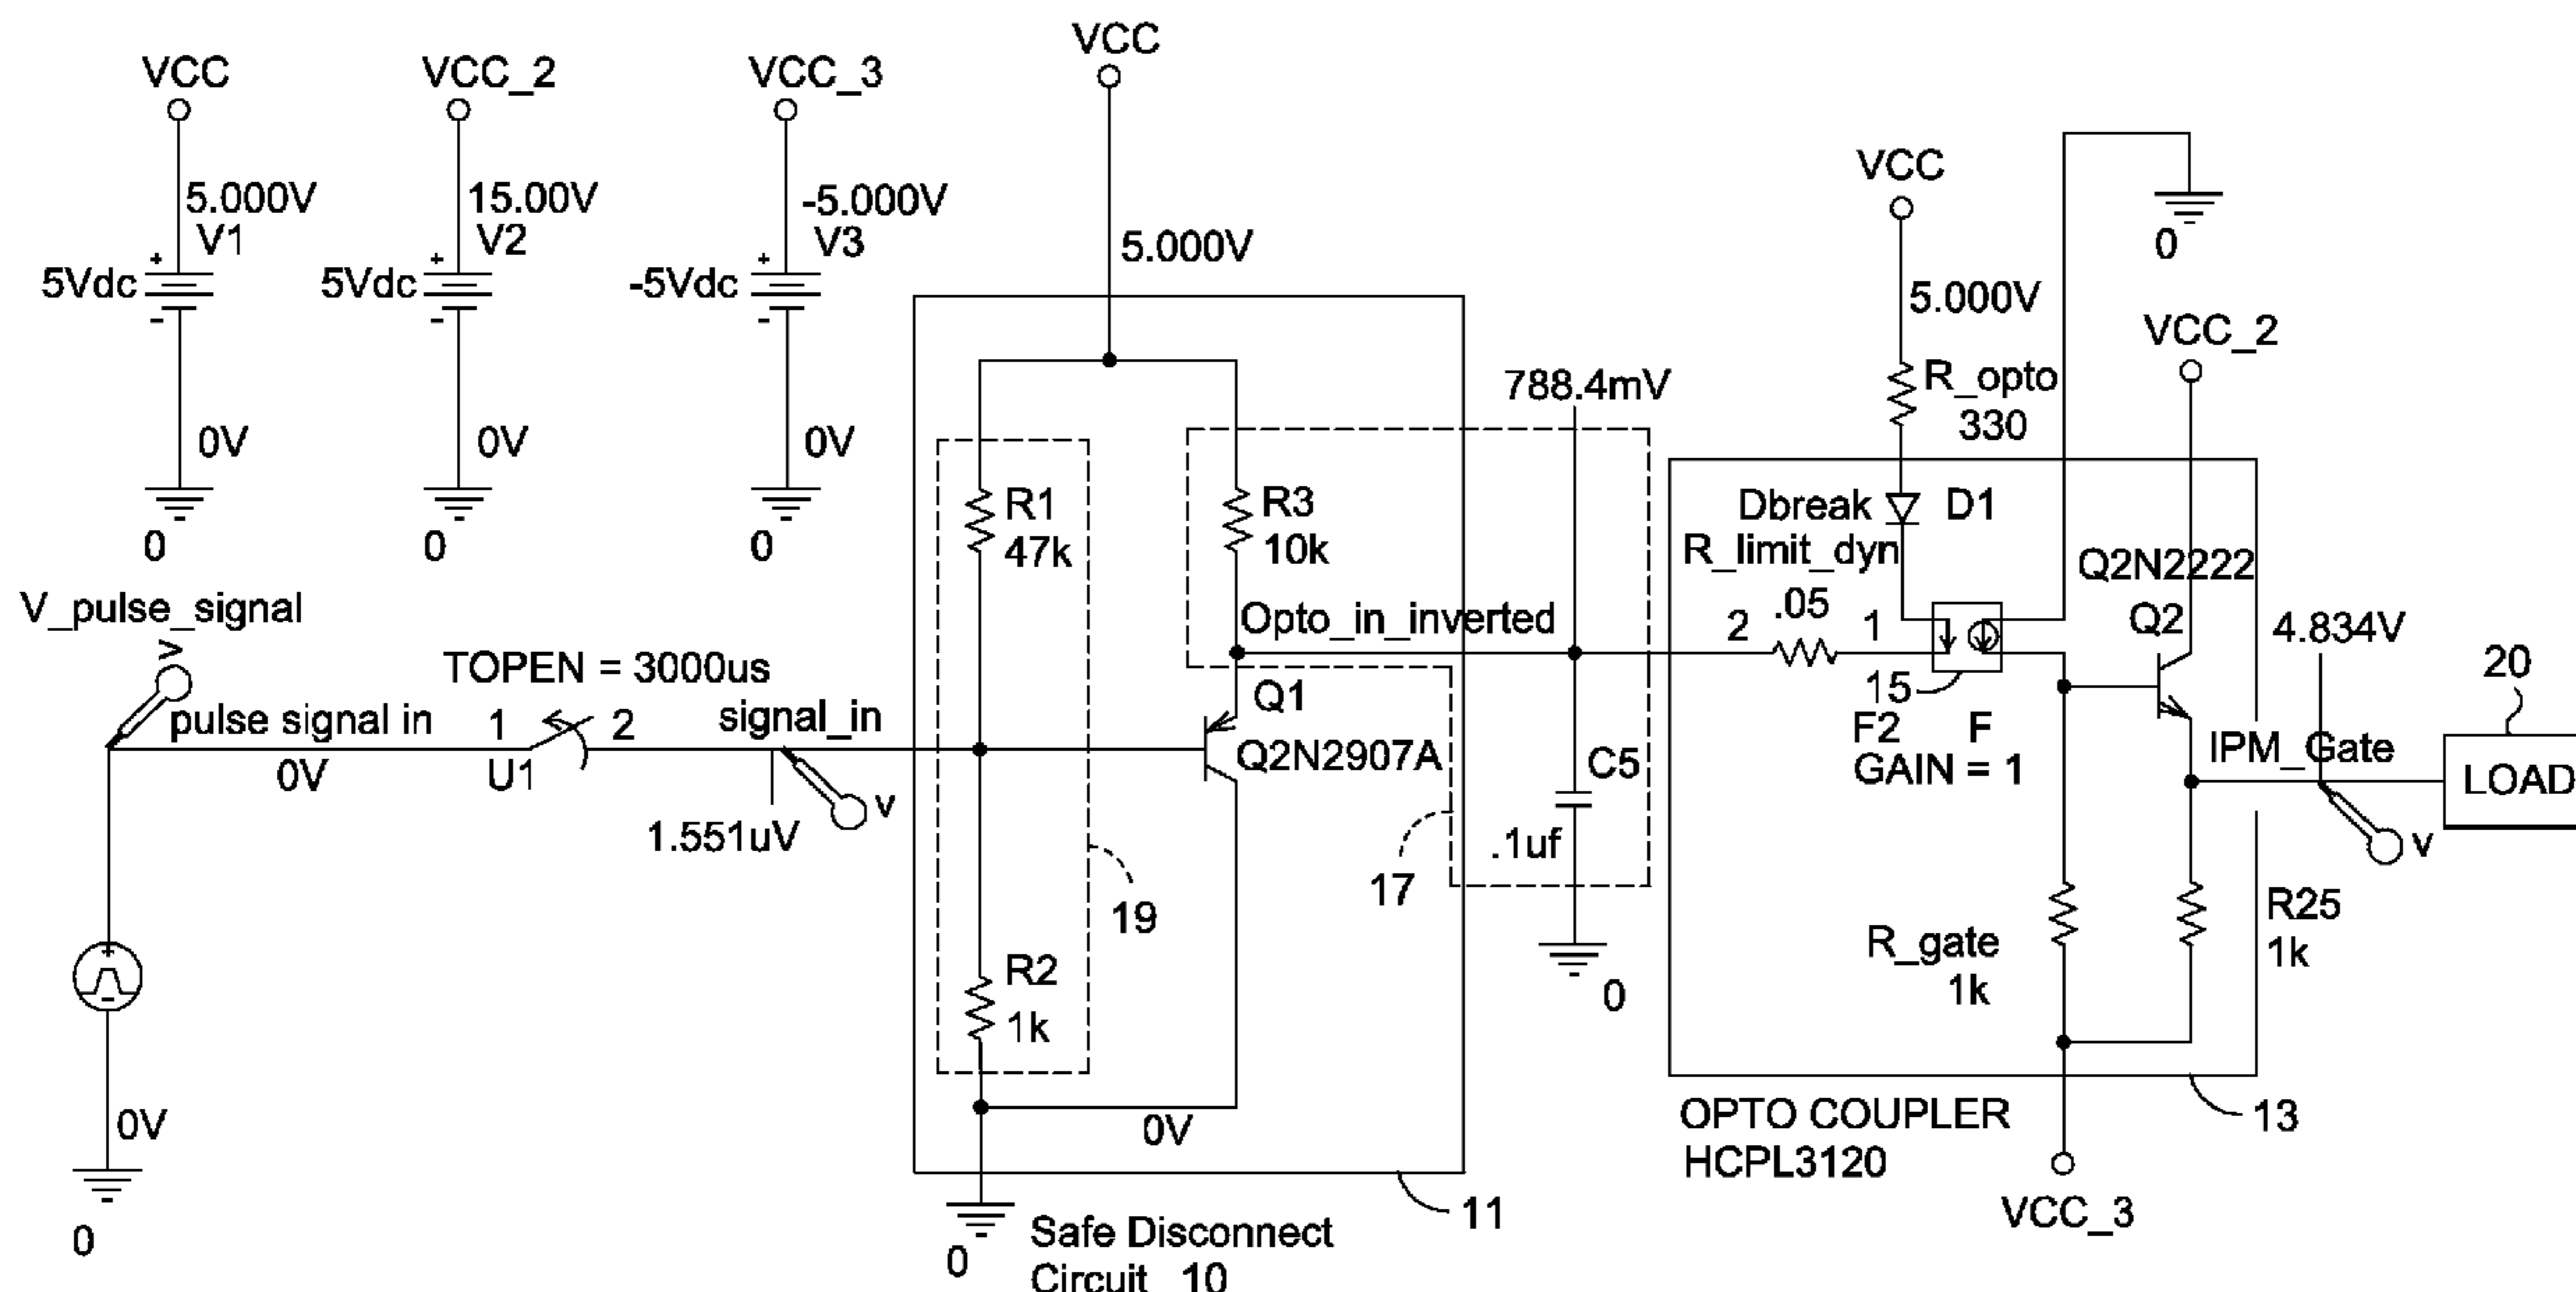 VCC
VCC_2
VCC_3
VCC
5.000V
V1
15.00V
V2
-5.000V
V3
+
+
+
5Vdc
5Vdc
-5Vdc
-
-
-
0V
0V
0V
0
0
0
5.000V
VCC
0
5.000V
VCC_2
R_opto
330
788.4mV
R1
47k
R3
10k
Dbreak
D1
R_limit_dyn
.05
2
1
Q2N2222
Q2
4.834V
20
V_pulse_signal
v
TOPEN = 3000us
pulse signal in
1
2
signal_in
0V
U1
1.551uV
v
Opto_in_inverted
Q1
Q2N2907A
C5
.1uf
15
F2
F
GAIN = 1
IPM_Gate
LOAD
v
17
19
R2
1k
R_gate
1k
R25
1k
+
-
0V
0
0V
0
OPTO COUPLER
HCPL3120
13
VCC_3
11
0
Safe Disconnect
Circuit 10